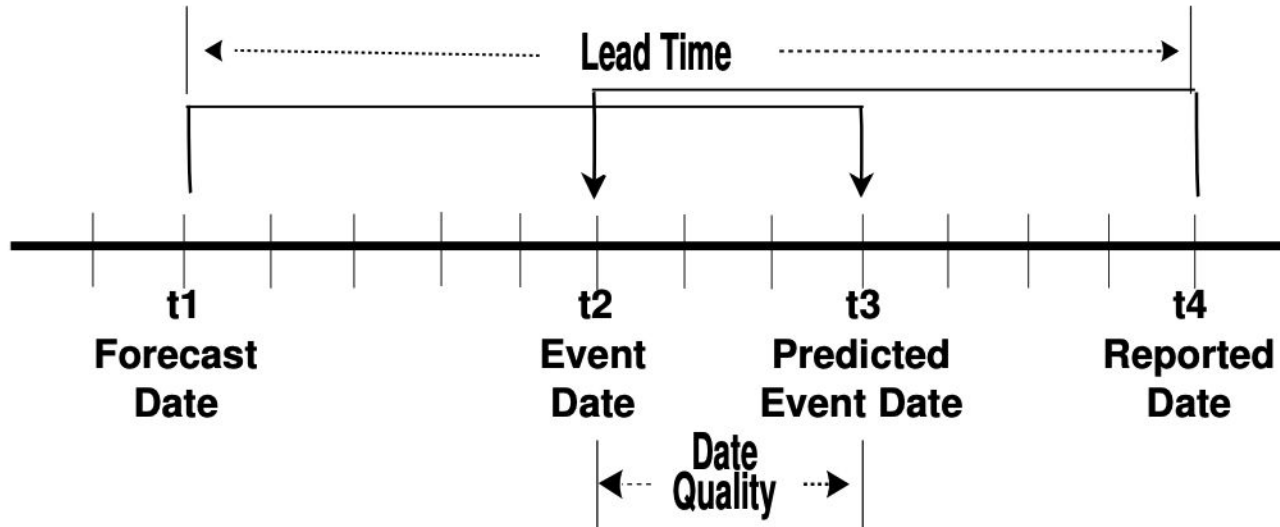 Lead Time
t1
Forecast
Date
t2
Event
Date
t3
Predicted
Event Date
t4
Reported
Date
Date
Quality